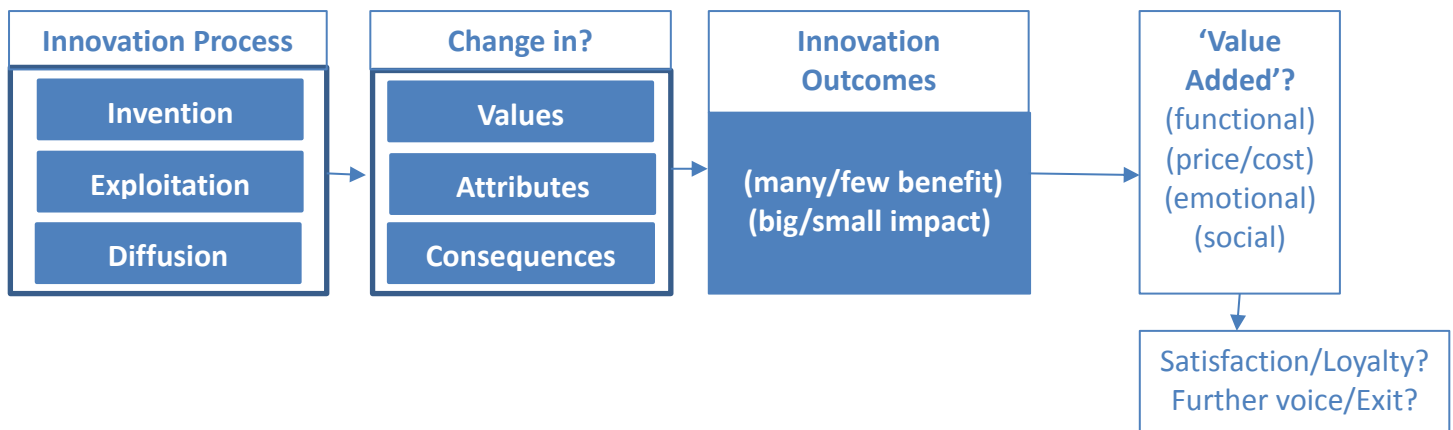 Innovation Process
Invention
Exploitation
Diffusion
Change in?
Values
Attributes
Consequences
Innovation
Outcomes
(many/few benefit)
(big/small impact)
‘Value
Added’?
(functional)
(price/cost)
(emotional)
(social)
Satisfaction/Loyalty?
Further voice/Exit?